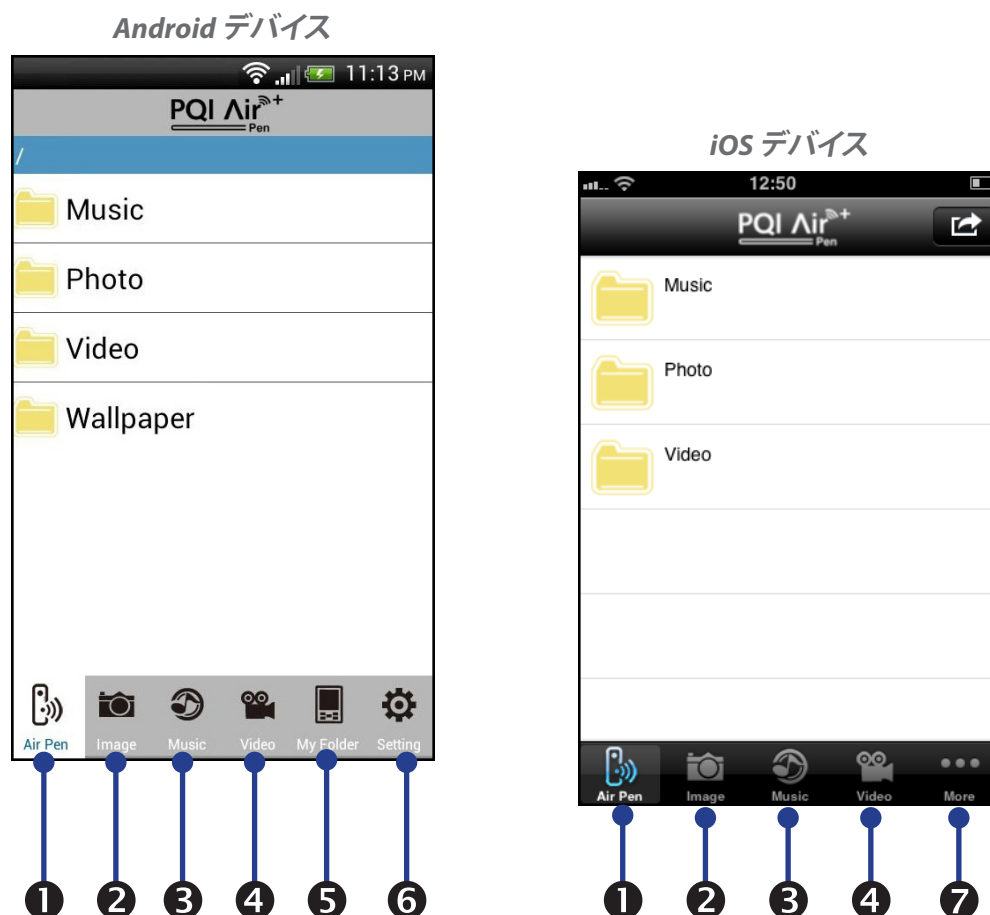 Android デバイス
11:13 PM
PQI Air+
Pen
/
Music
Photo
Video
Wallpaper
Air Pen Image Music Video My Folder Setting
1 2 3 4 5 6
iOS デバイス
12:50
PQI Air+
Pen
Music
Photo
Video
Air Pen Image Music Video More
1 2 3 4 7